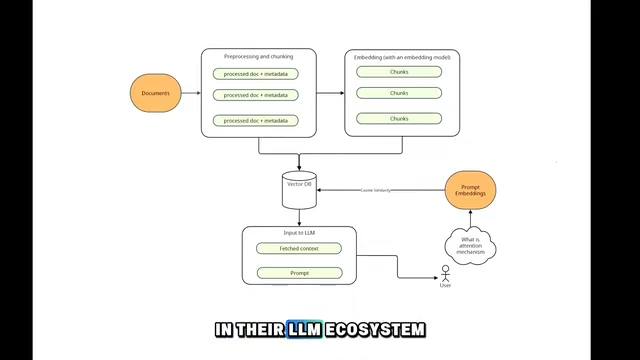 Preprocessing and chunking
processed doc + metadata
processed doc + metadata
processed doc + metadata
Embedding (with an embedding model)
Chunks
Chunks
Chunks
Documents
Vector DB
Cosine Similarity
Prompt
Embeddings
Input to LLM
Fetched context
Prompt
What is
attention
mechanism
User
IN THEIR LLM ECOSYSTEM